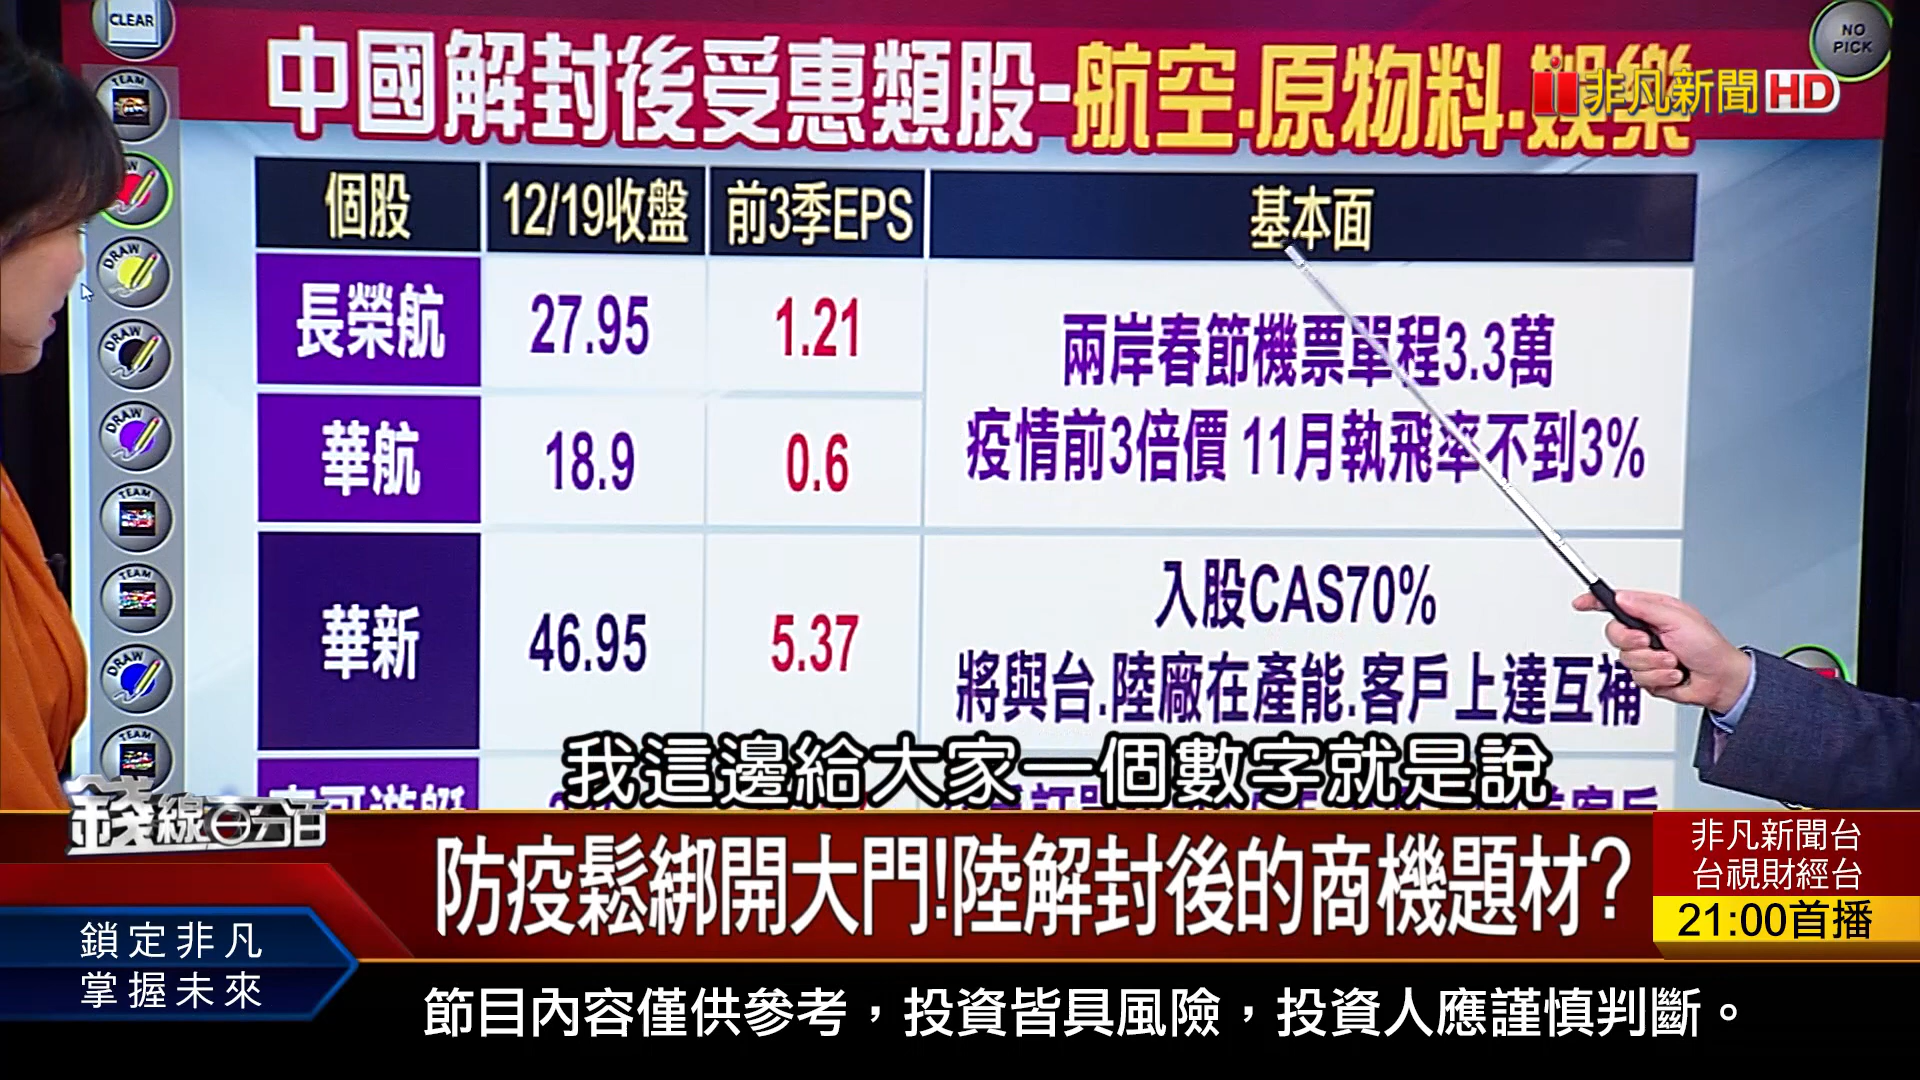 CLEAR
TEAM
DRAW
DRAW
DRAW
TEAM
TEAM
DRAW
TEAM
NO PICK
中國解封後受惠類股-航空.原物料.娛樂
非凡新聞HD
個股 12/19收盤 前3季EPS 基本面
長榮航 27.95 1.21
兩岸春節機票單程3.3萬
疫情前3倍價 11月執飛率不到3%
華航 18.9 0.6
華新 46.95 5.37
入股CAS70%
將與台.陸廠在產能.客戶上達互補
我這邊給大家一個數字就是說
錢線百分百
防疫鬆綁開大門!陸解封後的商機題材?
非凡新聞台
台視財經台
21:00首播
鎖定非凡
掌握未來
節目內容僅供參考，投資皆具風險，投資人應謹慎判斷。